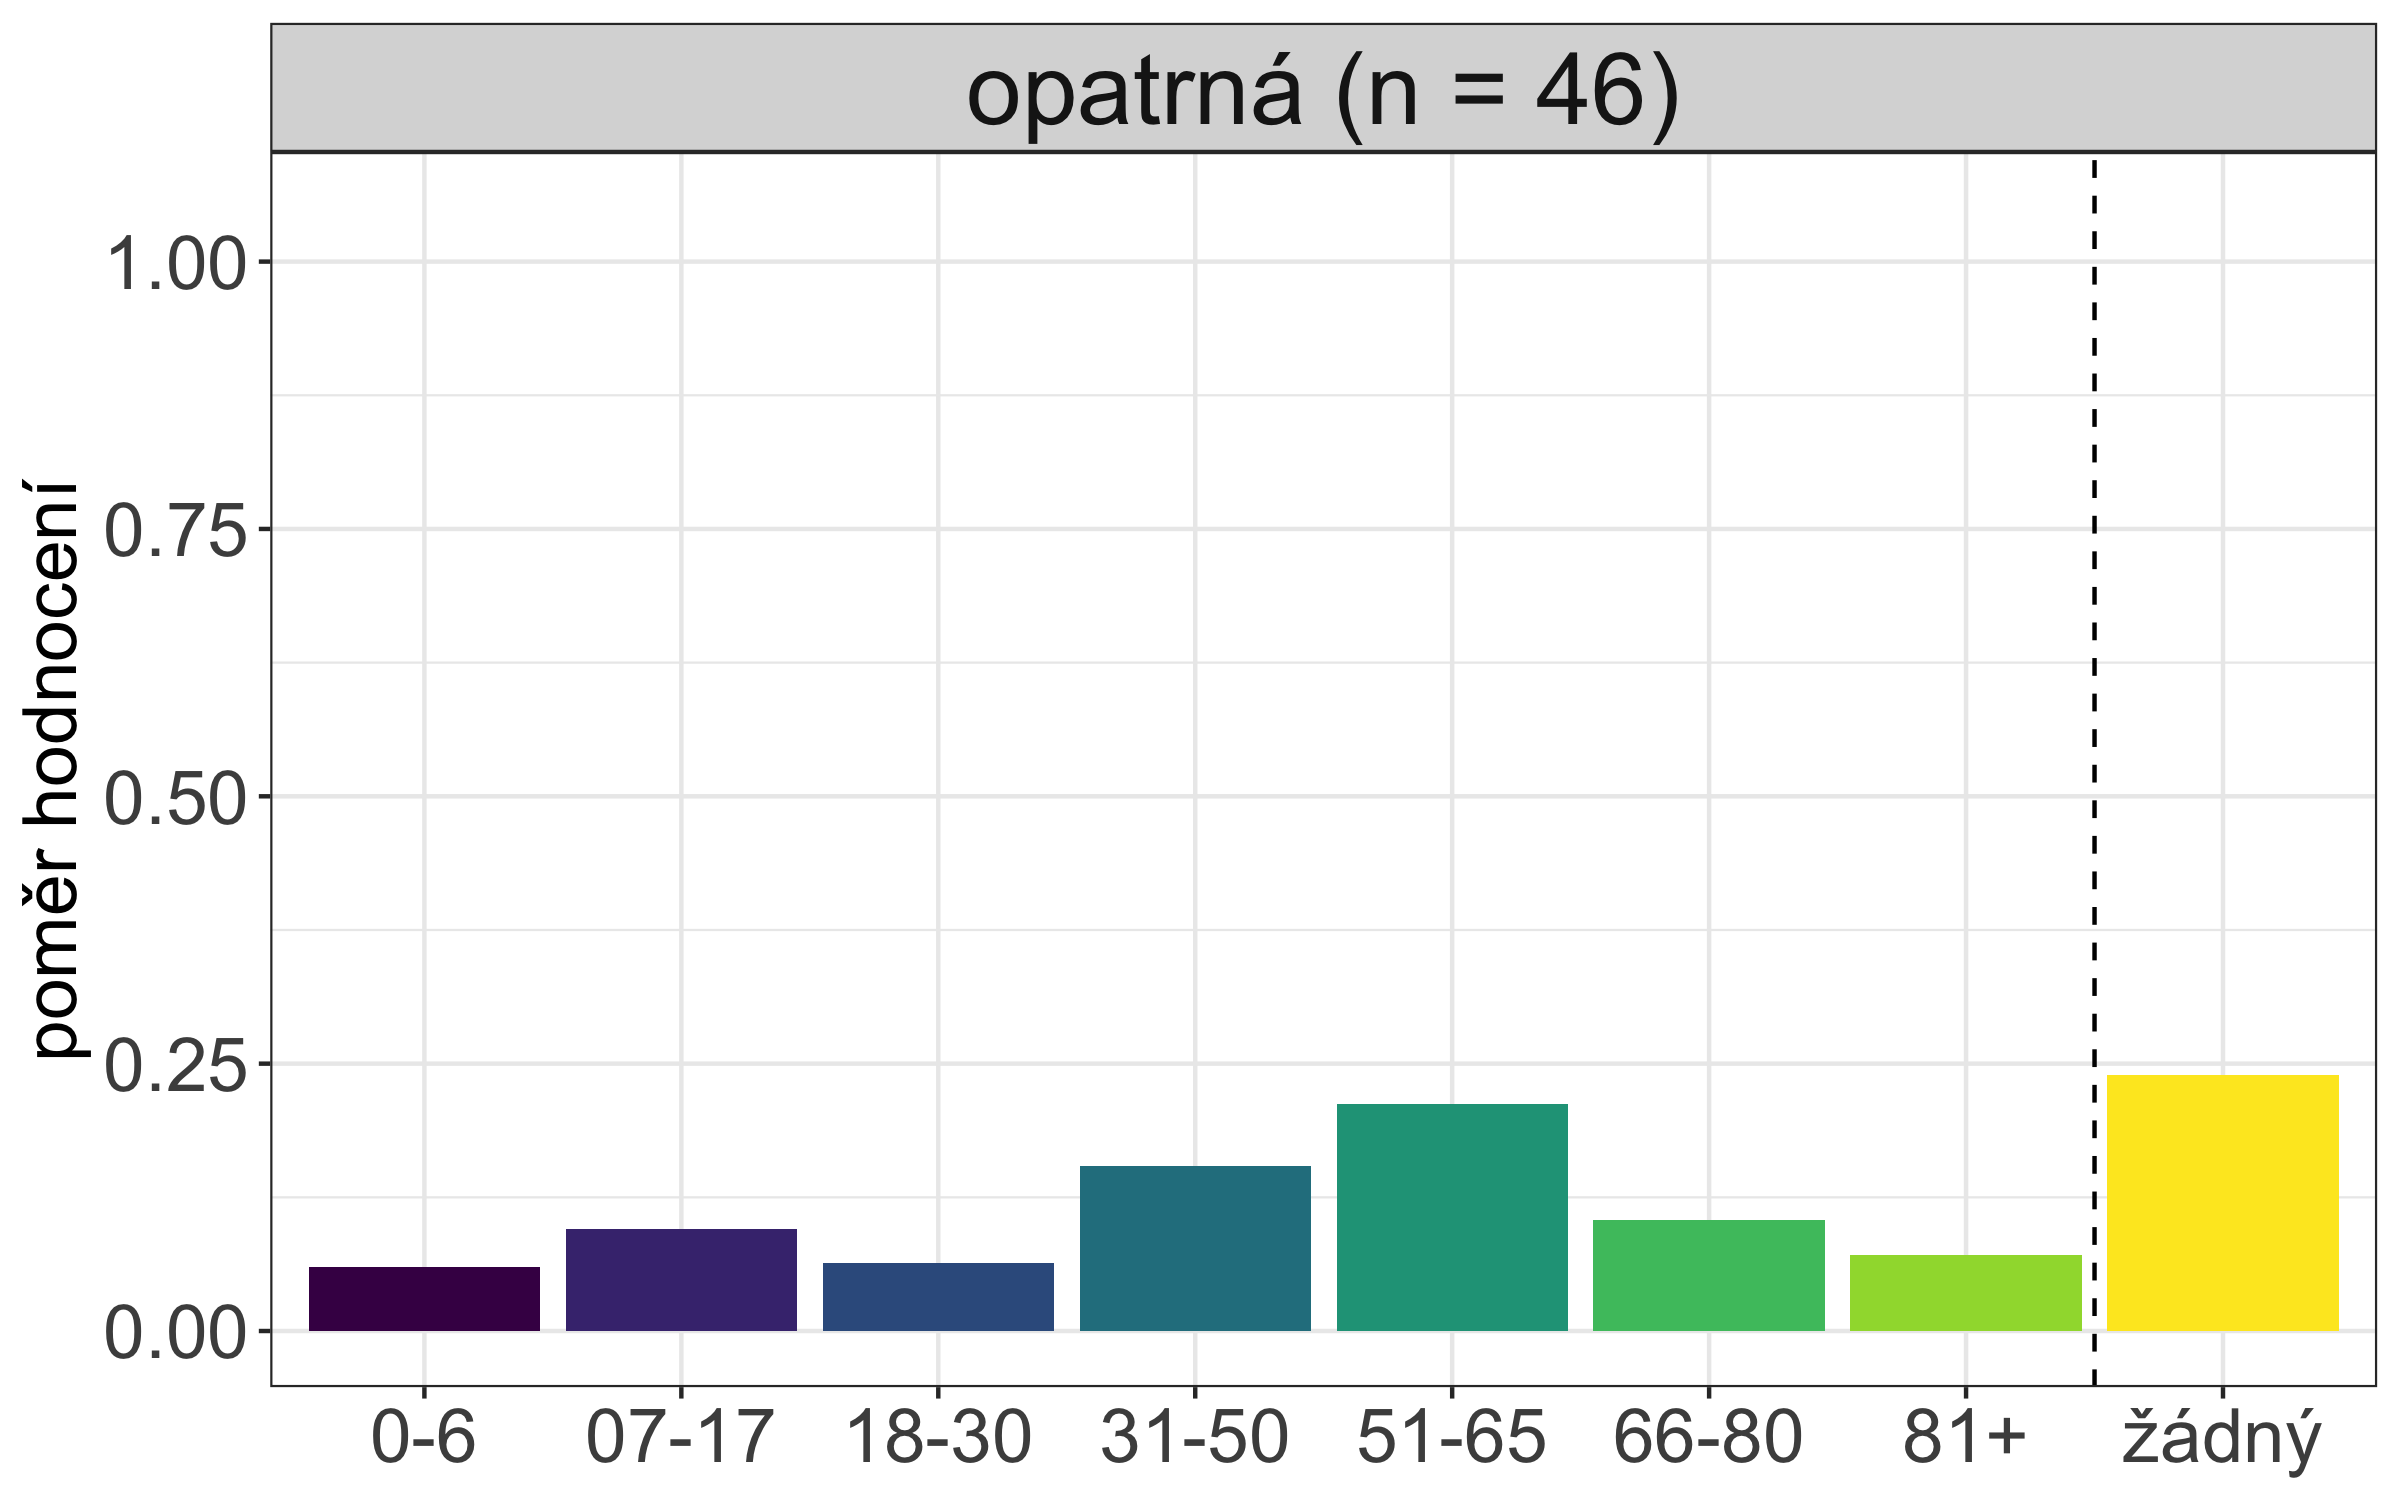 opatrná (n = 46)
poměr hodnocení
1.00
0.75
0.50
0.25
0.00
0-6 07-17 18-30 31-50 51-65 66-80 81+ žádný